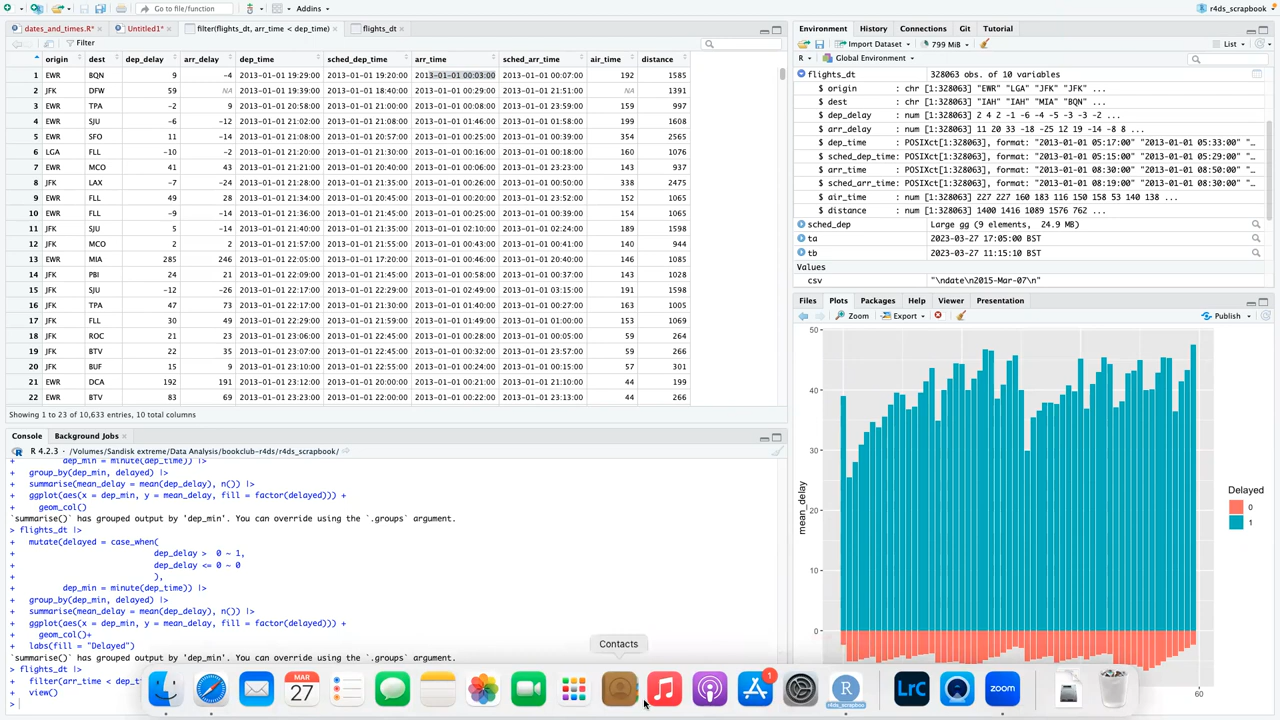 Go to file/function
Addins
r4ds_scrapbook
dates_and_times.R*
Untitled1*
filter(flights_dt, arr_time < dep_time)
flights_dt
Filter
origin dest dep_delay arr_delay dep_time sched_dep_time arr_time sched_arr_time air_time distance
1 EWR BQN 9 -4 2013-01-01 19:29:00 2013-01-01 19:20:00 2013-01-01 00:03:00 2013-01-01 00:07:00 192 1585
2 JFK DFW 59 NA 2013-01-01 19:39:00 2013-01-01 18:40:00 2013-01-01 00:29:00 2013-01-01 21:51:00 NA 1391
3 EWR TPA -2 9 2013-01-01 20:58:00 2013-01-01 21:00:00 2013-01-01 00:08:00 2013-01-01 23:59:00 159 997
4 EWR SJU -6 -12 2013-01-01 21:02:00 2013-01-01 21:08:00 2013-01-01 01:46:00 2013-01-01 01:58:00 199 1608
5 EWR SFO 11 -14 2013-01-01 21:08:00 2013-01-01 20:57:00 2013-01-01 00:25:00 2013-01-01 00:39:00 354 2565
6 LGA FLL -10 -2 2013-01-01 21:20:00 2013-01-01 21:30:00 2013-01-01 00:16:00 2013-01-01 00:18:00 160 1076
7 EWR MCO 41 43 2013-01-01 21:21:00 2013-01-01 20:40:00 2013-01-01 00:06:00 2013-01-01 23:23:00 143 937
8 JFK LAX -7 -24 2013-01-01 21:28:00 2013-01-01 21:35:00 2013-01-01 00:26:00 2013-01-01 00:50:00 338 2475
9 EWR FLL 49 28 2013-01-01 21:34:00 2013-01-01 20:45:00 2013-01-01 00:20:00 2013-01-01 23:52:00 152 1065
10 EWR FLL -9 -14 2013-01-01 21:36:00 2013-01-01 21:45:00 2013-01-01 00:25:00 2013-01-01 00:39:00 154 1065
11 JFK SJU 5 -14 2013-01-01 21:40:00 2013-01-01 21:35:00 2013-01-01 02:10:00 2013-01-01 02:24:00 189 1598
12 JFK MCO 2 2 2013-01-01 21:57:00 2013-01-01 21:55:00 2013-01-01 00:43:00 2013-01-01 00:41:00 140 944
13 EWR MIA 285 246 2013-01-01 22:05:00 2013-01-01 17:20:00 2013-01-01 00:46:00 2013-01-01 20:40:00 146 1085
14 JFK PBI 24 21 2013-01-01 22:09:00 2013-01-01 21:45:00 2013-01-01 00:58:00 2013-01-01 00:37:00 143 1028
15 JFK SJU -12 -26 2013-01-01 22:17:00 2013-01-01 22:29:00 2013-01-01 02:49:00 2013-01-01 03:15:00 191 1598
16 JFK TPA 47 73 2013-01-01 22:17:00 2013-01-01 21:30:00 2013-01-01 01:40:00 2013-01-01 00:27:00 163 1005
17 JFK FLL 30 49 2013-01-01 22:29:00 2013-01-01 21:59:00 2013-01-01 01:49:00 2013-01-01 01:00:00 153 1069
18 JFK ROC 21 23 2013-01-01 23:06:00 2013-01-01 22:45:00 2013-01-01 00:28:00 2013-01-01 00:05:00 59 264
19 JFK BTV 22 35 2013-01-01 23:07:00 2013-01-01 22:45:00 2013-01-01 00:32:00 2013-01-01 23:57:00 59 266
20 JFK BUF 15 9 2013-01-01 23:10:00 2013-01-01 22:55:00 2013-01-01 00:24:00 2013-01-01 00:15:00 57 301
21 EWR DCA 192 191 2013-01-01 23:12:00 2013-01-01 20:00:00 2013-01-01 00:21:00 2013-01-01 21:10:00 44 199
22 EWR BTV 83 69 2013-01-01 23:23:00 2013-01-01 22:00:00 2013-01-01 00:22:00 2013-01-01 23:13:00 44 266
Showing 1 to 23 of 10,633 entries, 10 total columns
Console Background Jobs
R 4.2.3 · /Volumes/Sandisk extreme/Data Analysis/bookclub-r4ds/r4ds_scrapbook/
+ dep_min = minute(dep_time)) |>
+ group_by(dep_min, delayed) |>
+ summarise(mean_delay = mean(dep_delay), n()) |>
+ ggplot(aes(x = dep_min, y = mean_delay, fill = factor(delayed))) +
+ geom_col()
`summarise()` has grouped output by 'dep_min'. You can override using the `.groups` argument.
> flights_dt |>
+ mutate(delayed = case_when(
+ dep_delay > 0 ~ 1,
+ dep_delay <= 0 ~ 0
+ ),
+ dep_min = minute(dep_time)) |>
+ group_by(dep_min, delayed) |>
+ summarise(mean_delay = mean(dep_delay), n()) |>
+ ggplot(aes(x = dep_min, y = mean_delay, fill = factor(delayed))) +
+ geom_col()+
+ labs(fill = "Delayed")
`summarise()` has grouped output by 'dep_min'. You can override using the `.groups` argument.
> flights_dt |>
+ filter(arr_time < dep_t
+ view()
>
Environment History Connections Git Tutorial
Import Dataset 799 MiB List
R Global Environment
flights_dt 328063 obs. of 10 variables
$ origin : chr [1:328063] "EWR" "LGA" "JFK" "JFK" ...
$ dest : chr [1:328063] "IAH" "IAH" "MIA" "BQN" ...
$ dep_delay : num [1:328063] 2 4 2 -1 -6 -4 -5 -3 -3 -2 ...
$ arr_delay : num [1:328063] 11 20 33 -18 -25 12 19 -14 -8 8 ...
$ dep_time : POSIXct[1:328063], format: "2013-01-01 05:17:00" "2013-01-01 05:33:00" "…
$ sched_dep_time: POSIXct[1:328063], format: "2013-01-01 05:15:00" "2013-01-01 05:29:00" "…
$ arr_time : POSIXct[1:328063], format: "2013-01-01 08:30:00" "2013-01-01 08:50:00" "…
$ sched_arr_time: POSIXct[1:328063], format: "2013-01-01 08:19:00" "2013-01-01 08:30:00" "…
$ air_time : num [1:328063] 227 227 160 183 116 150 158 53 140 138 ...
$ distance : num [1:328063] 1400 1416 1089 1576 762 ...
sched_dep Large gg (9 elements, 24.9 MB)
ta 2023-03-27 17:05:00 BST
tb 2023-03-27 11:15:10 BST
Values
csv "\ndate\n2015-Mar-07\n"
Files Plots Packages Help Viewer Presentation
Zoom Export Publish
50
40
30
20
10
0
mean_delay
60
Delayed
0
1
Contacts
MAR
27
1
LrC
zoom
R
r4ds_scrapbook